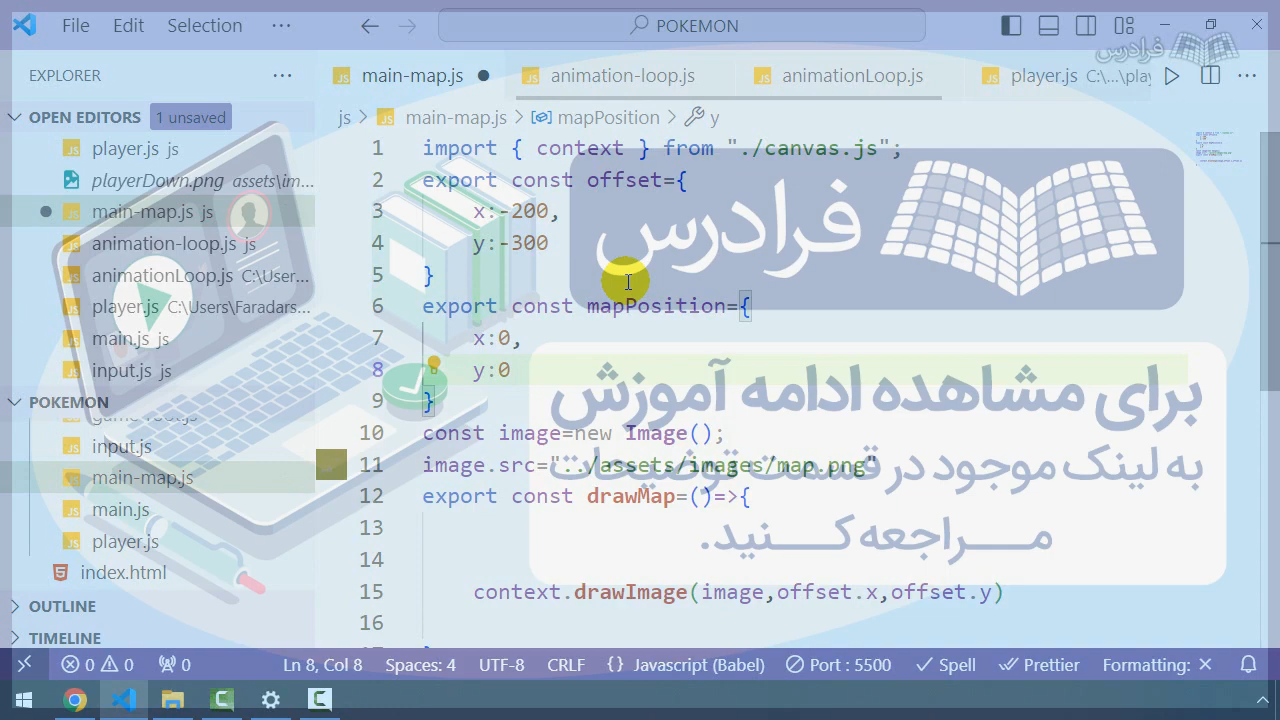 File Edit Selection ··· POKEMON
فرادرس
EXPLORER ···
main-map.js
animation-loop.js
animationLoop.js
player.js C:\...\play
OPEN EDITORS 1 unsaved
js > main-map.js > mapPosition > y
player.js js
playerDown.png assets\im...
main-map.js js
animation-loop.js js
animationLoop.js C:\User...
player.js C:\Users\Faradars...
main.js js
input.js js
POKEMON
game-root.js
input.js
main-map.js
main.js
player.js
index.html
OUTLINE
TIMELINE
1 import { context } from "./canvas.js";
2 export const offset={
3 x:-200,
4 y:-300
5 }
6 export const mapPosition={
7 x:0,
8 y:0
9 }
10 const image=new Image();
11 image.src="../assets/images/map.png"
12 export const drawMap=()=>{
13
14
15 context.drawImage(image,offset.x,offset.y)
16
فرادرس
برای مشاهده ادامه آموزش
به لینک موجود در قسمت توضیحات
مراجعه کنید.
0 0 0 Ln 8, Col 8 Spaces: 4 UTF-8 CRLF {} Javascript (Babel) Port : 5500 Spell Prettier Formatting: ×